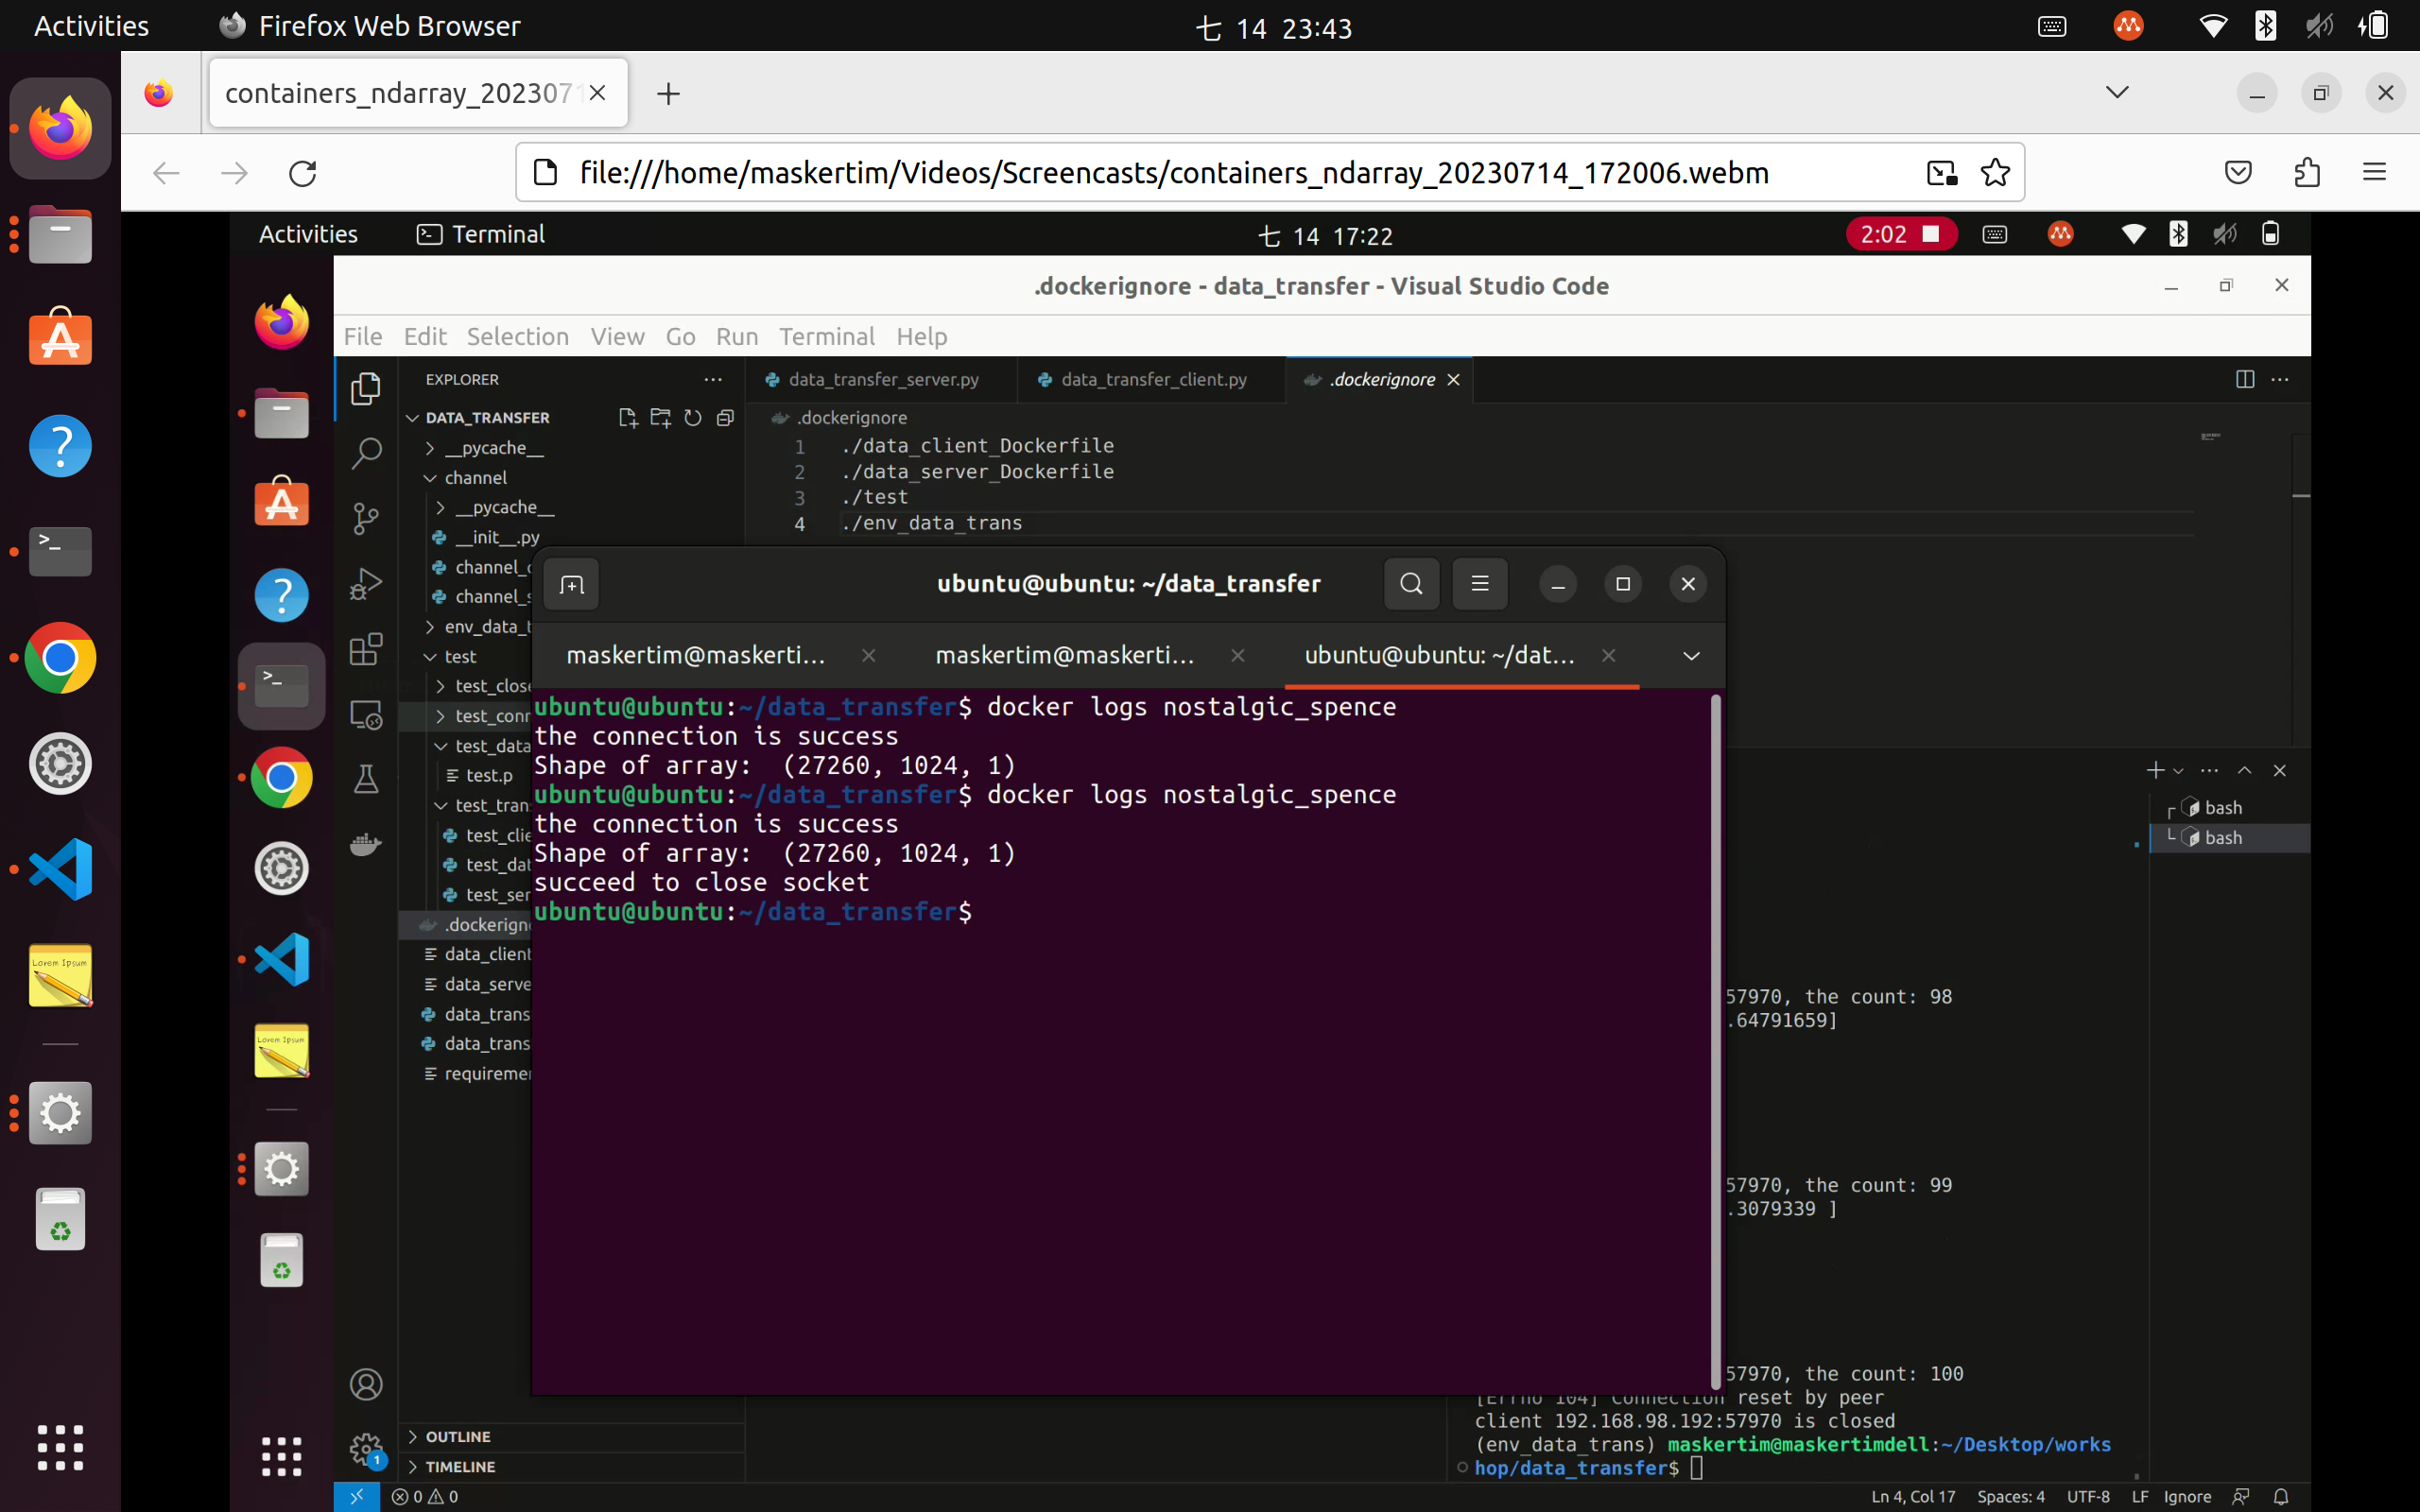 Activities
Firefox Web Browser
七 14 23:43
containers_ndarray_2023071
file:///home/maskertim/Videos/Screencasts/containers_ndarray_20230714_172006.webm
Activities
Terminal
七 14 17:22
2:02
.dockerignore - data_transfer - Visual Studio Code
File Edit Selection View Go Run Terminal Help
EXPLORER
data_transfer_server.py
data_transfer_client.py
.dockerignore
DATA_TRANSFER
.dockerignore
__pycache__
channel
__pycache__
__init__.py
channel_
channel_s
env_data_t
test
test_close
test_conn
test_data
test.p
test_tran
test_clie
test_dat
test_ser
.dockerigno
data_client
data_serve
data_trans
data_trans
requiremen
OUTLINE
TIMELINE
1 ./data_client_Dockerfile
2 ./data_server_Dockerfile
3 ./test
4 ./env_data_trans
ubuntu@ubuntu: ~/data_transfer
maskertim@maskerti...
maskertim@maskerti...
ubuntu@ubuntu: ~/dat...
ubuntu@ubuntu:~/data_transfer$ docker logs nostalgic_spence
the connection is success
Shape of array:  (27260, 1024, 1)
ubuntu@ubuntu:~/data_transfer$ docker logs nostalgic_spence
the connection is success
Shape of array:  (27260, 1024, 1)
succeed to close socket
ubuntu@ubuntu:~/data_transfer$
bash
bash
57970, the count: 98
.64791659]
57970, the count: 99
.3079339 ]
57970, the count: 100
[Errno 104] Connection reset by peer
client 192.168.98.192:57970 is closed
(env_data_trans) maskertim@maskertimdell:~/Desktop/works
hop/data_transfer$
Lorem Ipsum
Lorem Ipsum
1
0 0
Ln 4, Col 17
Spaces: 4
UTF-8
LF
Ignore